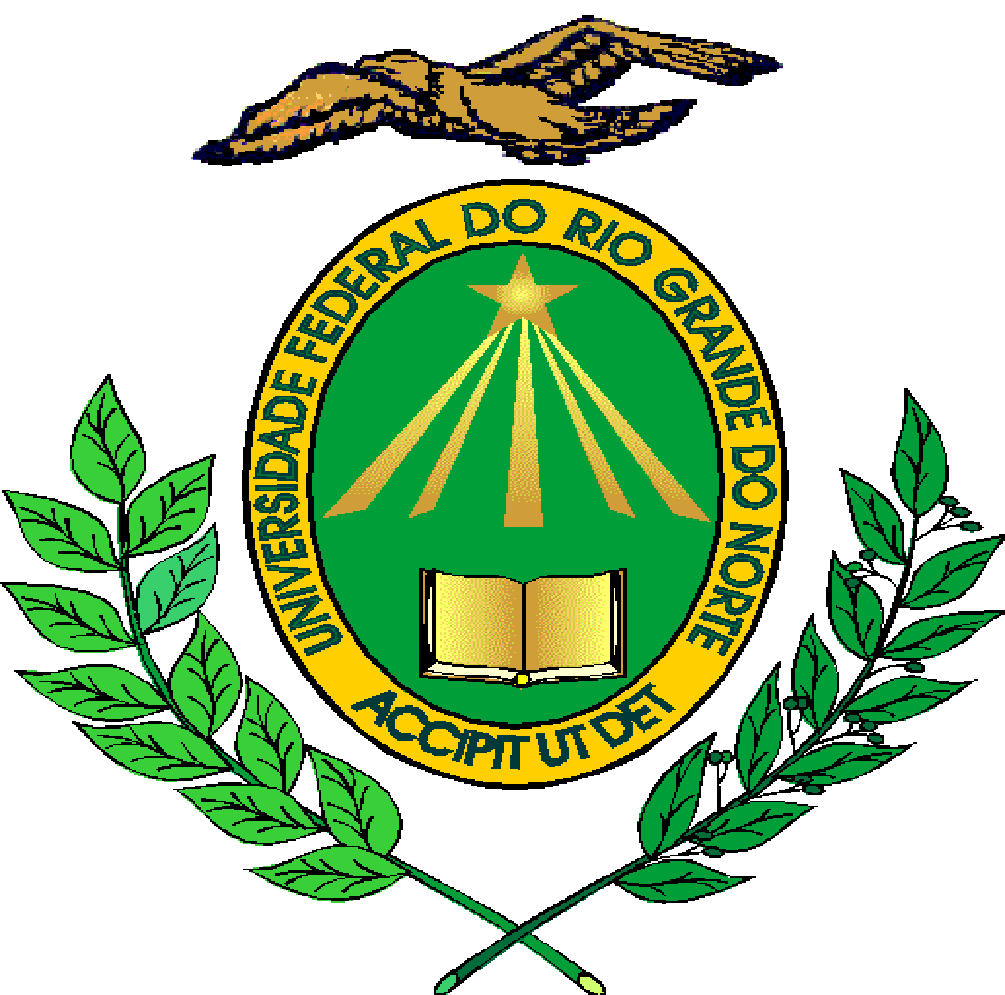 UNIVERSIDADE FEDERAL DO RIO GRANDE DO NORTE
ACCIPIT UT DET